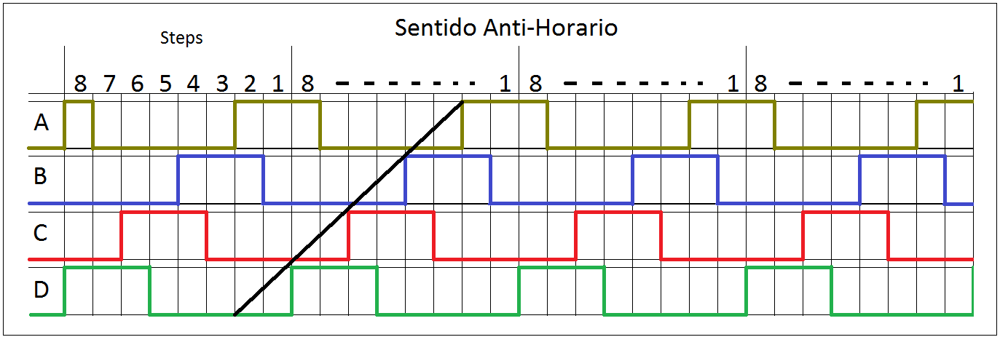 Sentido Anti-Horario
Steps
8 7 6 5 4 3 2 1 8 1 8 1 8 1
A
B
C
D